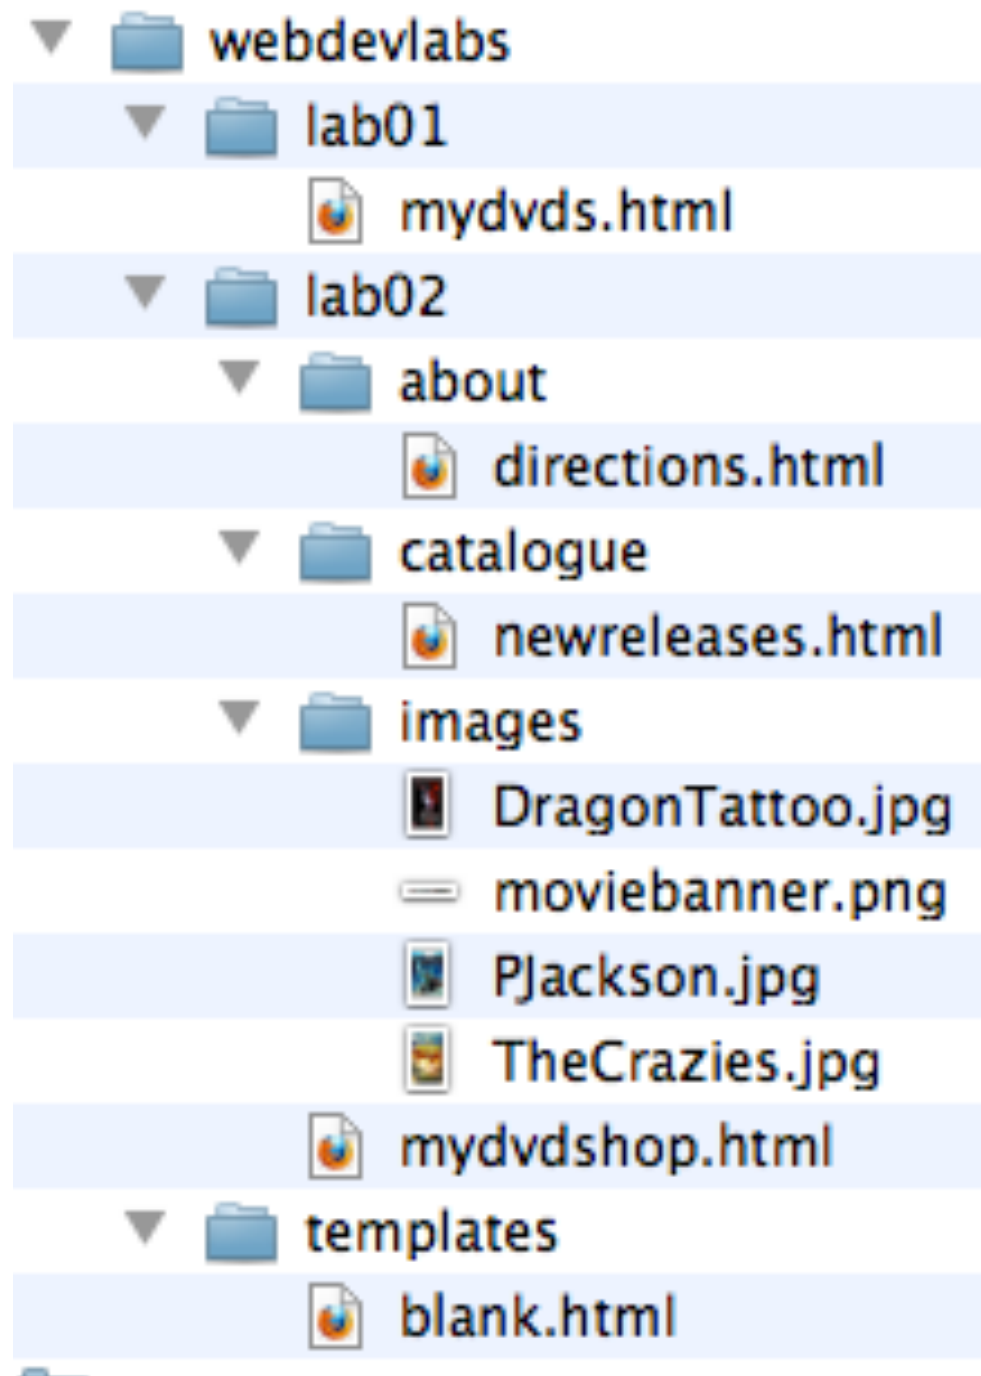 webdevlabs
lab01
mydvds.html
lab02
about
directions.html
catalogue
newreleases.html
images
DragonTattoo.jpg
moviebanner.png
PJackson.jpg
TheCrazies.jpg
mydvdshop.html
templates
blank.html